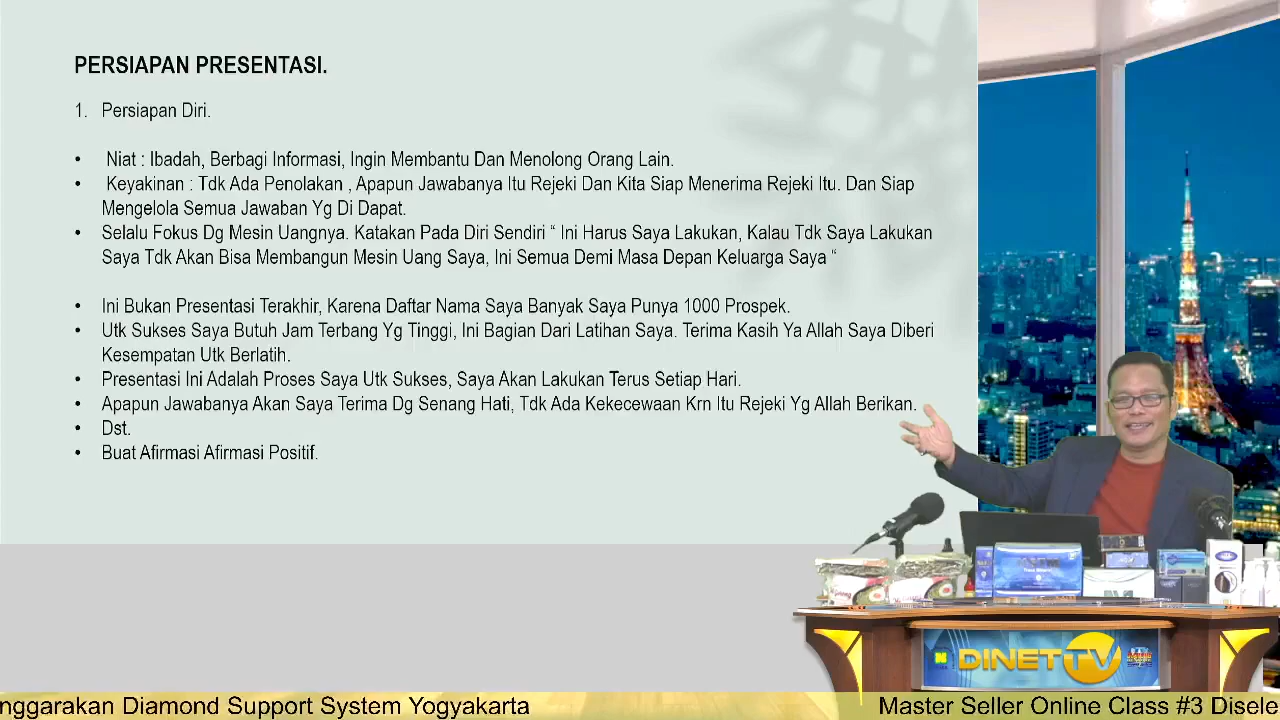 PERSIAPAN PRESENTASI.
1. Persiapan Diri.
• Niat : Ibadah, Berbagi Informasi, Ingin Membantu Dan Menolong Orang Lain.
• Keyakinan : Tdk Ada Penolakan , Apapun Jawabanya Itu Rejeki Dan Kita Siap Menerima Rejeki Itu. Dan Siap
Mengelola Semua Jawaban Yg Di Dapat.
• Selalu Fokus Dg Mesin Uangnya. Katakan Pada Diri Sendiri “ Ini Harus Saya Lakukan, Kalau Tdk Saya Lakukan
Saya Tdk Akan Bisa Membangun Mesin Uang Saya, Ini Semua Demi Masa Depan Keluarga Saya “
• Ini Bukan Presentasi Terakhir, Karena Daftar Nama Saya Banyak Saya Punya 1000 Prospek.
• Utk Sukses Saya Butuh Jam Terbang Yg Tinggi, Ini Bagian Dari Latihan Saya. Terima Kasih Ya Allah Saya Diberi
Kesempatan Utk Berlatih.
• Presentasi Ini Adalah Proses Saya Utk Sukses, Saya Akan Lakukan Terus Setiap Hari.
• Apapun Jawabanya Akan Saya Terima Dg Senang Hati, Tdk Ada Kekecewaan Krn Itu Rejeki Yg Allah Berikan.
• Dst.
• Buat Afirmasi Afirmasi Positif.
DINET TV
nggarakan Diamond Support System Yogyakarta
Master Seller Online Class #3 Disele